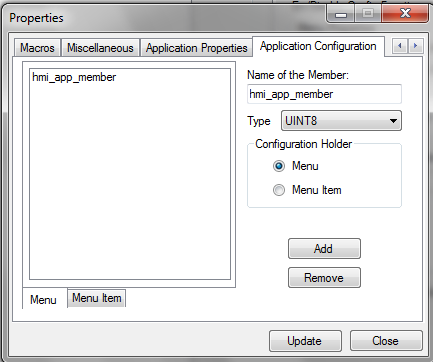 Properties
Macros Miscellaneous Application Properties Application Configuration
hmi_app_member
Name of the Member:
hmi_app_member
Type UINT8
Configuration Holder
Menu
Menu Item
Add
Remove
Menu Menu Item
Update Close